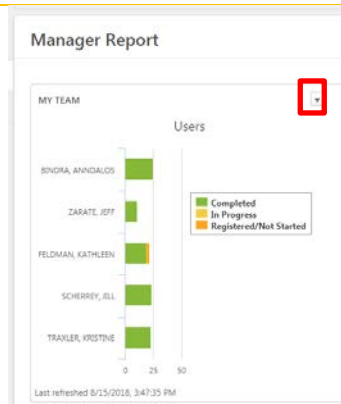 Manager Report
MY TEAM
Users
BINDRA, ANNDALOS
ZARATE, JEFF
FELDMAN, KATHLEEN
SCHERREY, JILL
TRAXLER, KRISTINE
Completed
In Progress
Registered/Not Started
0 25 50
Last refreshed 8/15/2018, 3:47:35 PM